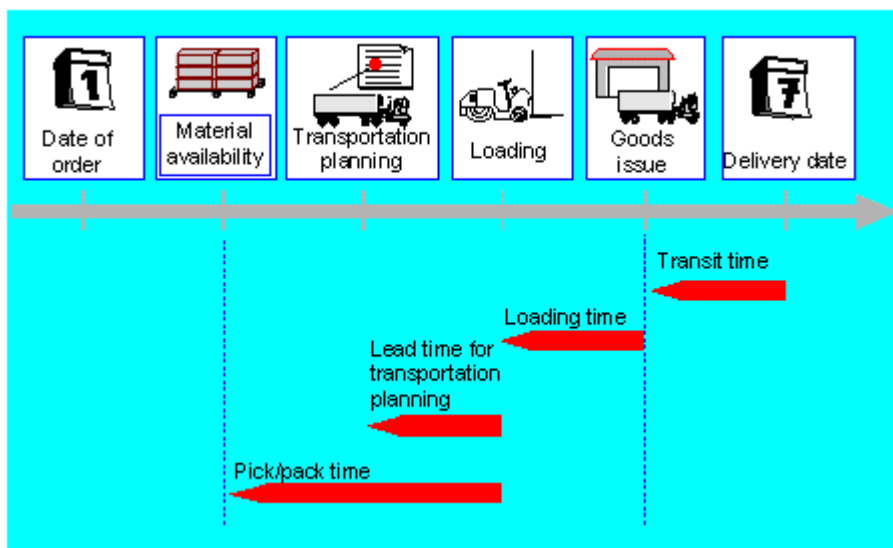 1
Date of
order
Material
availability
Transportation
planning
Loading
Goods
issue
7
Delivery date
Transit time
Loading time
Lead time for
transportation
planning
Pick/pack time